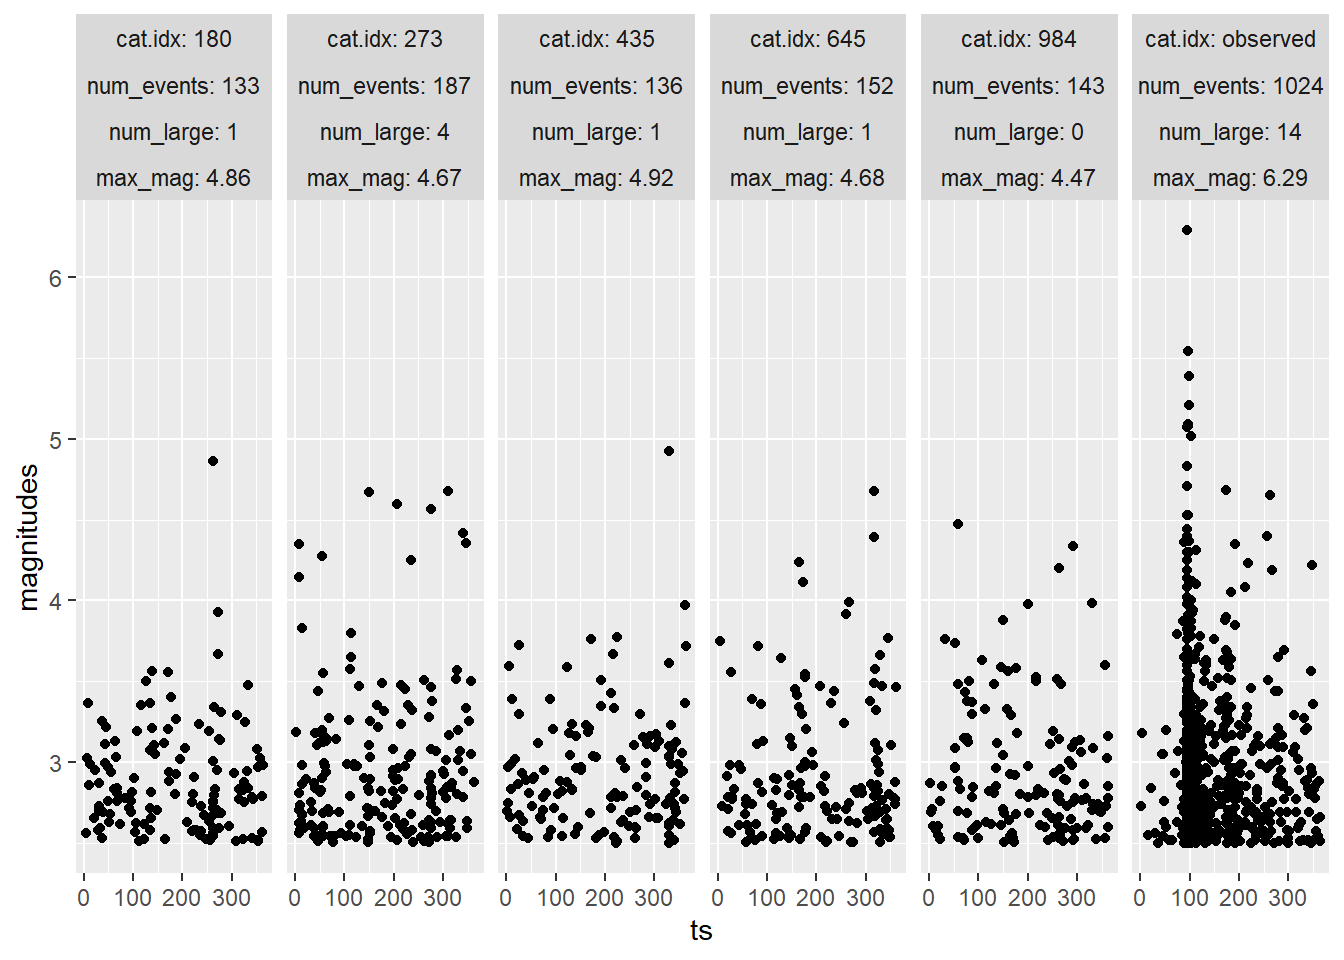 cat.idx: 180
num_events: 133
num_large: 1
max_mag: 4.86
cat.idx: 273
num_events: 187
num_large: 4
max_mag: 4.67
cat.idx: 435
num_events: 136
num_large: 1
max_mag: 4.92
cat.idx: 645
num_events: 152
num_large: 1
max_mag: 4.68
cat.idx: 984
num_events: 143
num_large: 0
max_mag: 4.47
cat.idx: observed
num_events: 1024
num_large: 14
max_mag: 6.29
magnitudes
6
5
4
3
0 100 200 300
0 100 200 300
0 100 200 300
0 100 200 300
0 100 200 300
0 100 200 300
ts